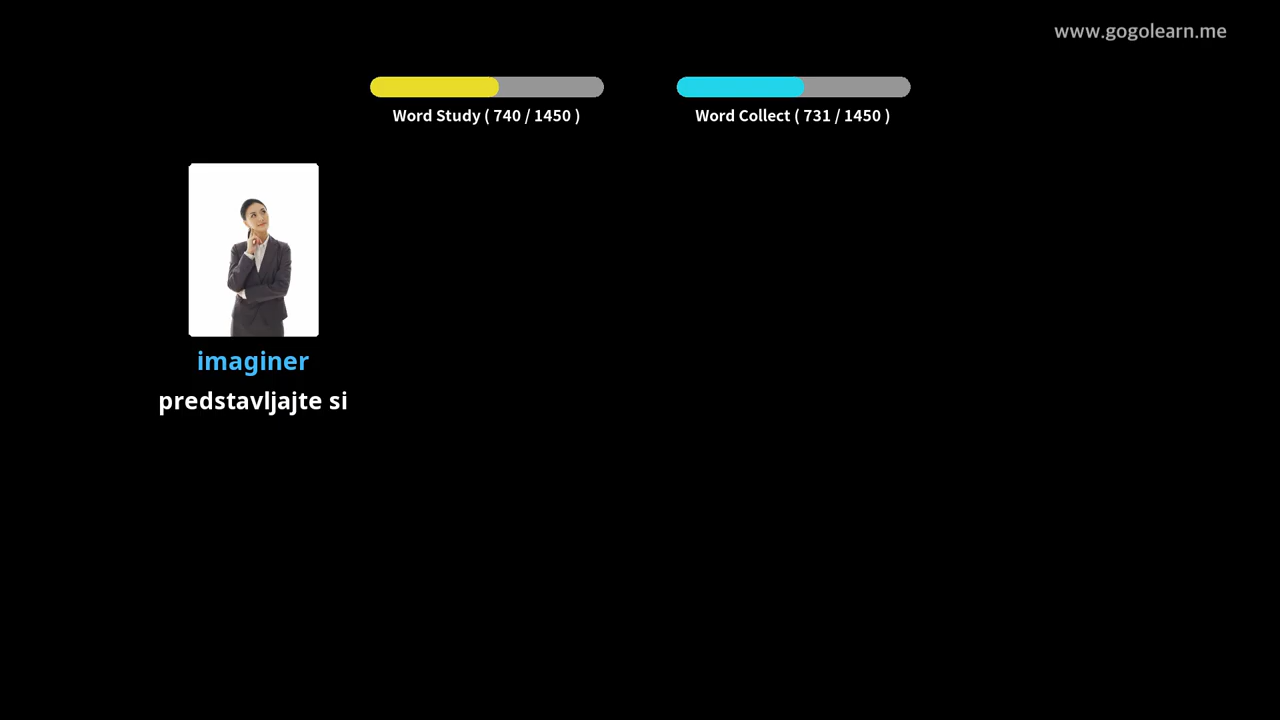 www.gogolearn.me
Word Study ( 740 / 1450 )
Word Collect ( 731 / 1450 )
imaginer
predstavljajte si